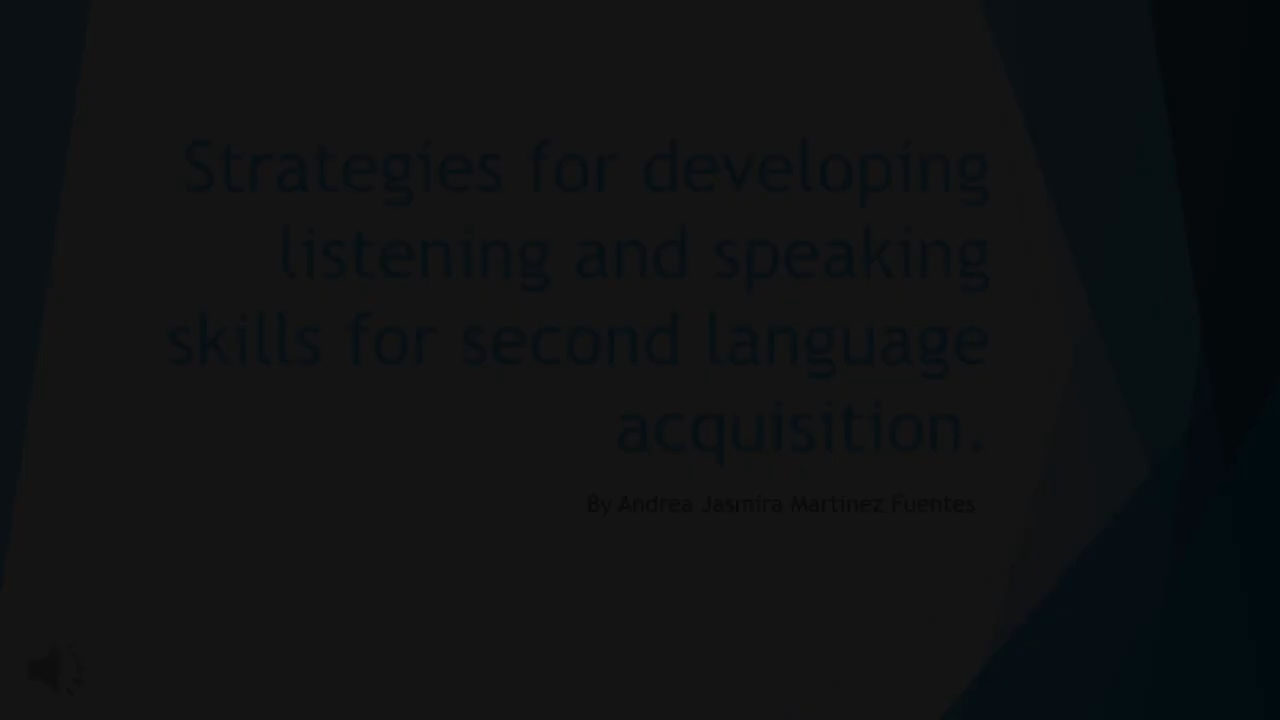 Strategies for developing
listening and speaking
skills for second language
acquisition.
By Andrea Jasmira Martinez Fuentes